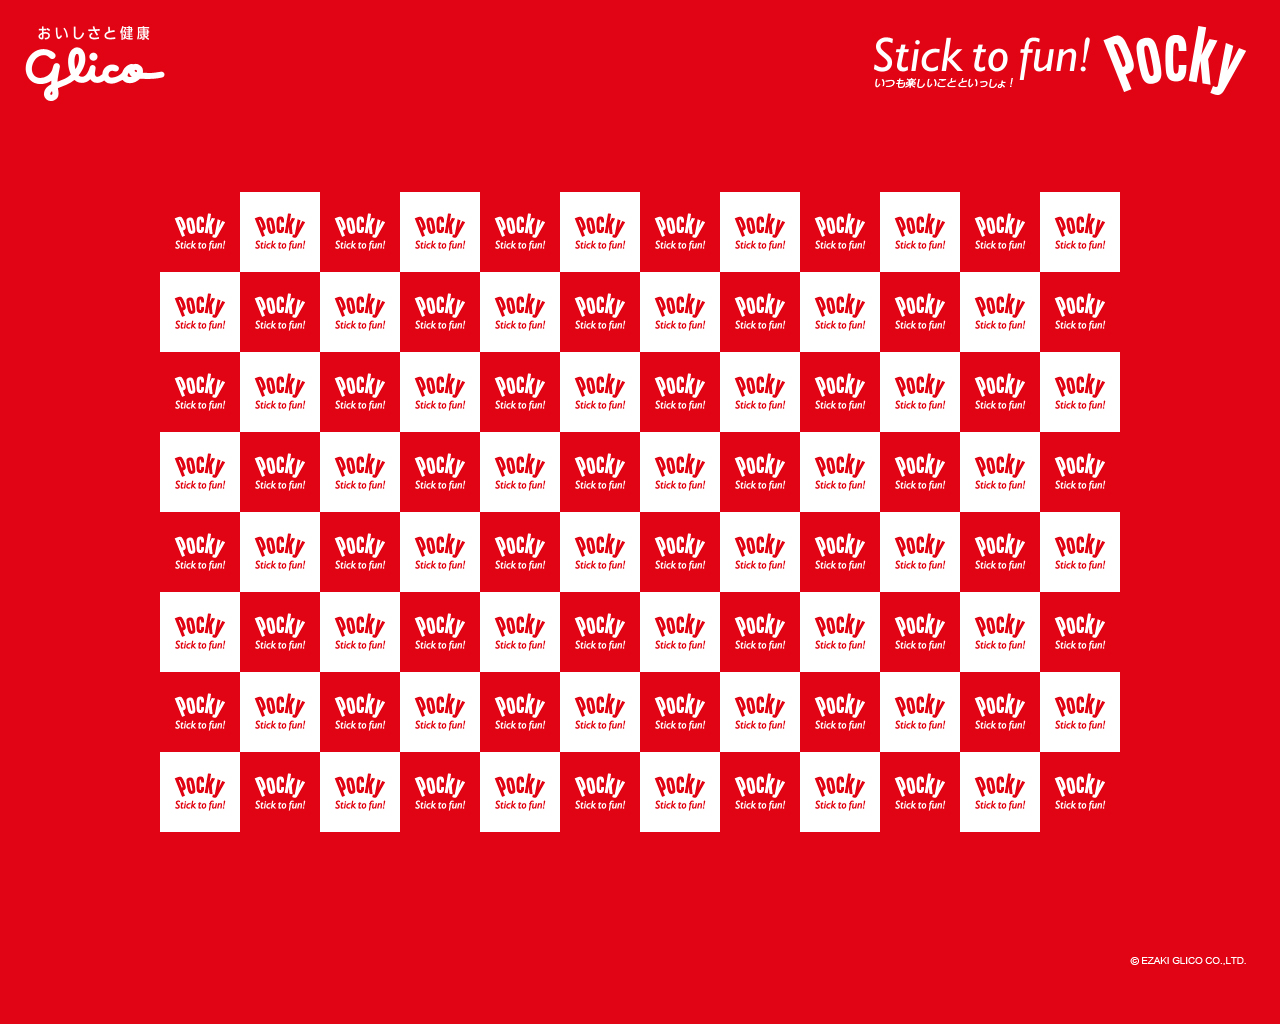 おいしさと健康
Glico
Stick to fun! Pocky
いつも楽しいことといっしょ！
Pocky Pocky Pocky Pocky Pocky Pocky Pocky Pocky Pocky Pocky Pocky Pocky
Stick to fun! Stick to fun! Stick to fun! Stick to fun! Stick to fun! Stick to fun! Stick to fun! Stick to fun! Stick to fun! Stick to fun! Stick to fun! Stick to fun!
Pocky Pocky Pocky Pocky Pocky Pocky Pocky Pocky Pocky Pocky Pocky Pocky
Stick to fun! Stick to fun! Stick to fun! Stick to fun! Stick to fun! Stick to fun! Stick to fun! Stick to fun! Stick to fun! Stick to fun! Stick to fun! Stick to fun!
Pocky Pocky Pocky Pocky Pocky Pocky Pocky Pocky Pocky Pocky Pocky Pocky
Stick to fun! Stick to fun! Stick to fun! Stick to fun! Stick to fun! Stick to fun! Stick to fun! Stick to fun! Stick to fun! Stick to fun! Stick to fun! Stick to fun!
Pocky Pocky Pocky Pocky Pocky Pocky Pocky Pocky Pocky Pocky Pocky Pocky
Stick to fun! Stick to fun! Stick to fun! Stick to fun! Stick to fun! Stick to fun! Stick to fun! Stick to fun! Stick to fun! Stick to fun! Stick to fun! Stick to fun!
Pocky Pocky Pocky Pocky Pocky Pocky Pocky Pocky Pocky Pocky Pocky Pocky
Stick to fun! Stick to fun! Stick to fun! Stick to fun! Stick to fun! Stick to fun! Stick to fun! Stick to fun! Stick to fun! Stick to fun! Stick to fun! Stick to fun!
Pocky Pocky Pocky Pocky Pocky Pocky Pocky Pocky Pocky Pocky Pocky Pocky
Stick to fun! Stick to fun! Stick to fun! Stick to fun! Stick to fun! Stick to fun! Stick to fun! Stick to fun! Stick to fun! Stick to fun! Stick to fun! Stick to fun!
Pocky Pocky Pocky Pocky Pocky Pocky Pocky Pocky Pocky Pocky Pocky Pocky
Stick to fun! Stick to fun! Stick to fun! Stick to fun! Stick to fun! Stick to fun! Stick to fun! Stick to fun! Stick to fun! Stick to fun! Stick to fun! Stick to fun!
Pocky Pocky Pocky Pocky Pocky Pocky Pocky Pocky Pocky Pocky Pocky Pocky
Stick to fun! Stick to fun! Stick to fun! Stick to fun! Stick to fun! Stick to fun! Stick to fun! Stick to fun! Stick to fun! Stick to fun! Stick to fun! Stick to fun!
© EZAKI GLICO CO.,LTD.